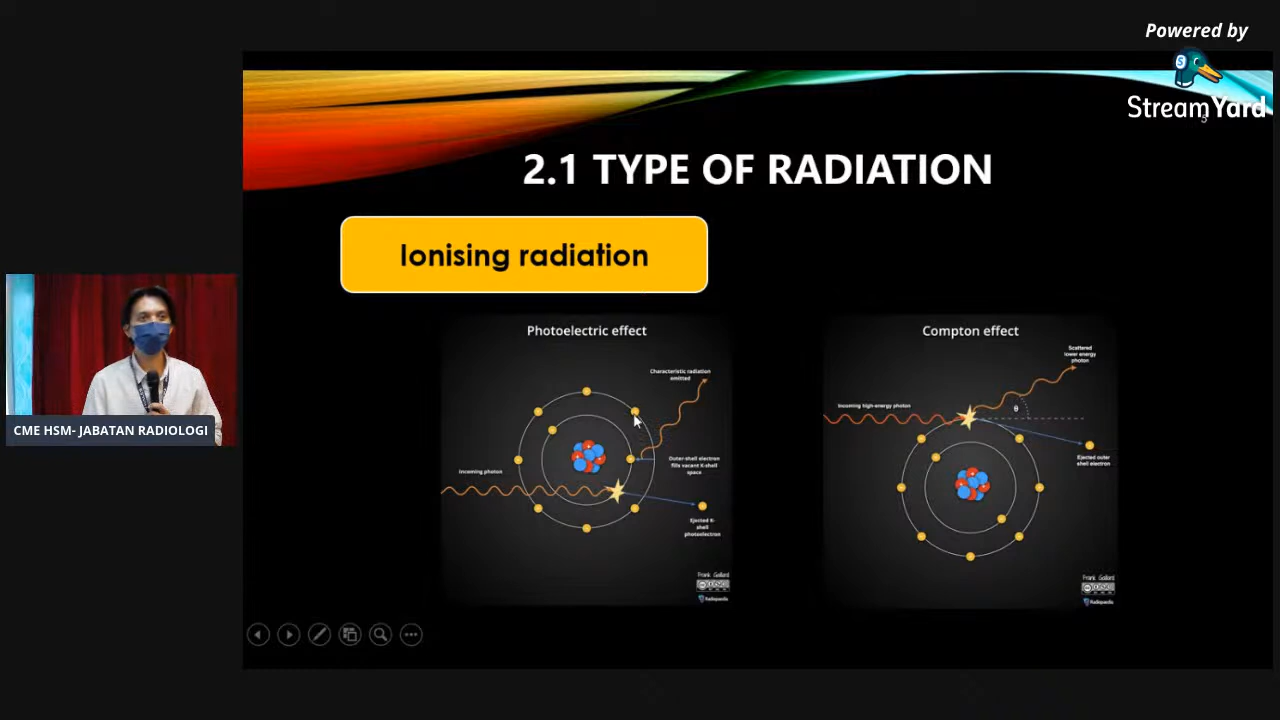 Powered by
StreamYard
3
2.1 TYPE OF RADIATION
Ionising radiation
Photoelectric effect
Characteristic radiation
emitted
Outer-shell electron
fills vacant K-shell
space
Incoming photon
Ejected K-
shell
photoelectron
Frank Gaillard
Radiopaedia
Compton effect
Scattered
lower energy
photon
Incoming high-energy photon
θ
Ejected outer
shell electron
Frank Gaillard
Radiopaedia
CME HSM- JABATAN RADIOLOGI